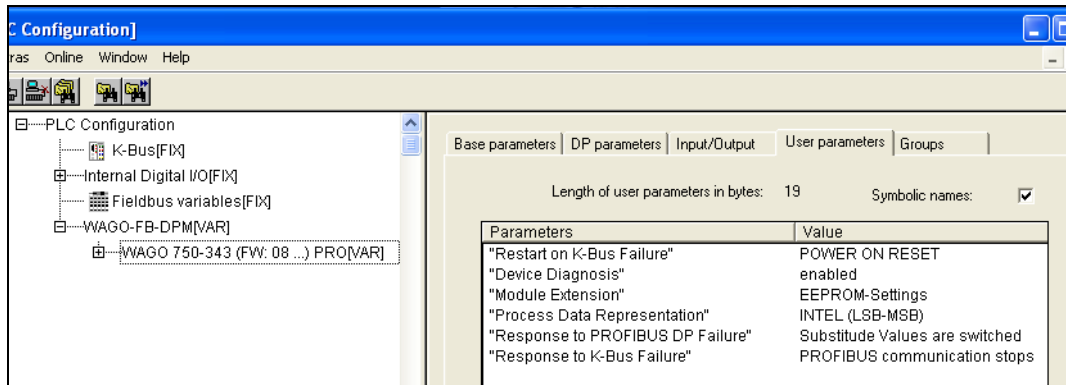 C Configuration]
ras Online Window Help
PLC Configuration
K-Bus[FIX]
Internal Digital I/O[FIX]
Fieldbus variables[FIX]
WAGO-FB-DPM[VAR]
WAGO 750-343 (FW: 08 ...) PRO[VAR]
Base parameters DP parameters Input/Output User parameters Groups
Length of user parameters in bytes: 19 Symbolic names:
Parameters Value
"Restart on K-Bus Failure" POWER ON RESET
"Device Diagnosis" enabled
"Module Extension" EEPROM-Settings
"Process Data Representation" INTEL (LSB-MSB)
"Response to PROFIBUS DP Failure" Substitude Values are switched
"Response to K-Bus Failure" PROFIBUS communication stops